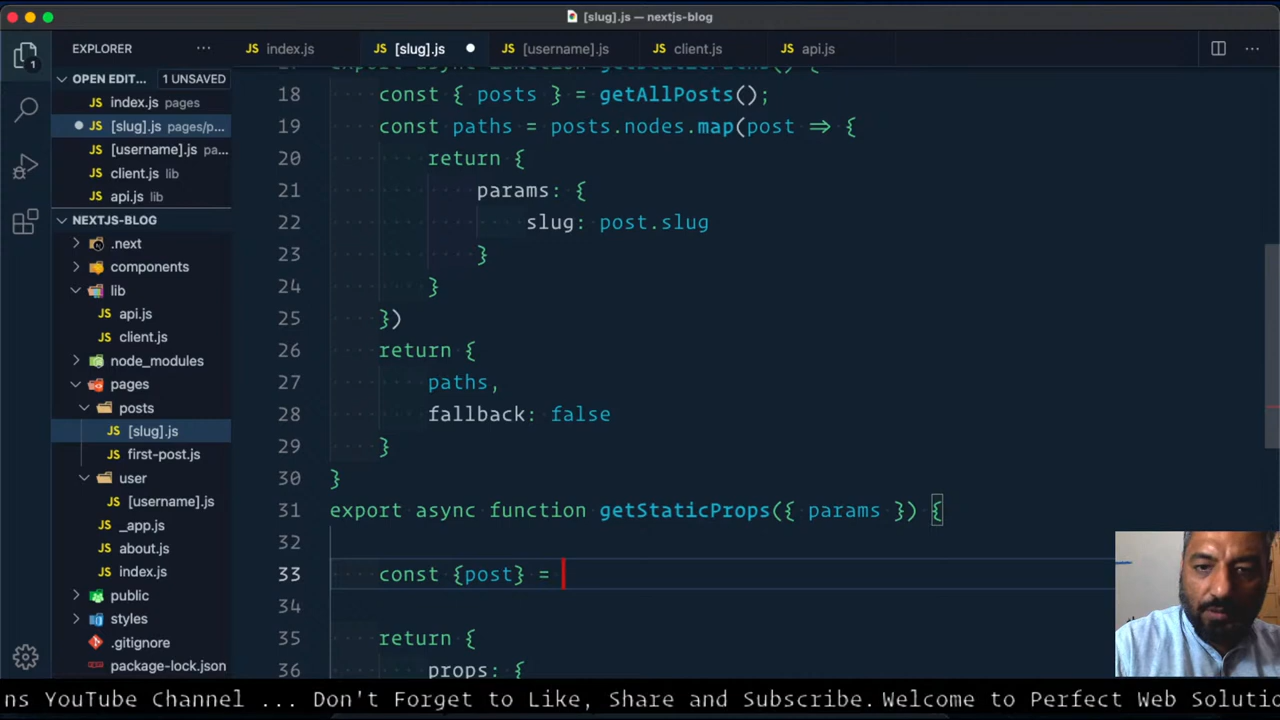 [slug].js — nextjs-blog
EXPLORER
index.js
[slug].js
[username].js
client.js
api.js
OPEN EDIT... 1 UNSAVED
index.js pages
[slug].js pages/p...
[username].js pa...
client.js lib
api.js lib
NEXTJS-BLOG
.next
components
lib
api.js
client.js
node_modules
pages
posts
[slug].js
first-post.js
user
[username].js
_app.js
about.js
index.js
public
styles
.gitignore
package-lock.json
18 const { posts } = getAllPosts();
19 const paths = posts.nodes.map(post => {
20 return {
21 params: {
22 slug: post.slug
23 }
24 }
25 })
26 return {
27 paths,
28 fallback: false
29 }
30 }
31 export async function getStaticProps({ params }) {
32
33 const {post} =
34
35 return {
36 props: {
ns YouTube Channel ... Don't Forget to Like, Share and Subscribe. Welcome to Perfect Web Solutio